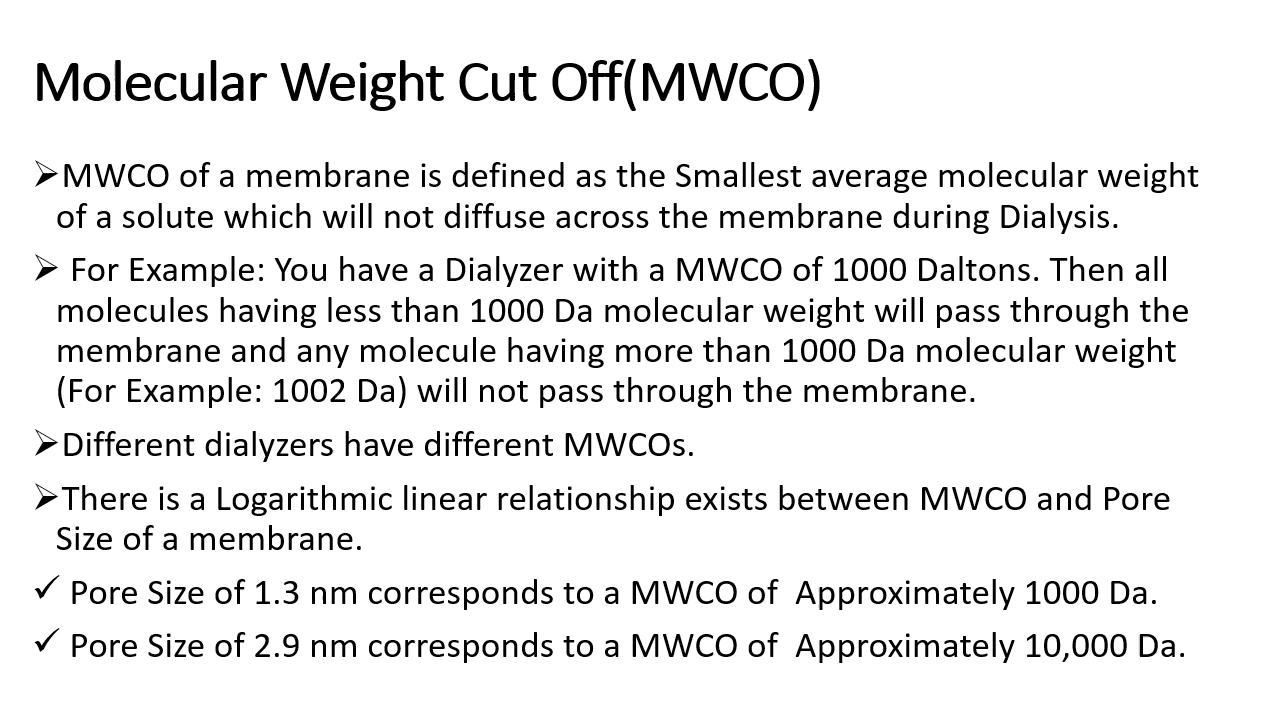 Molecular Weight Cut Off(MWCO)
➢MWCO of a membrane is defined as the Smallest average molecular weight
of a solute which will not diffuse across the membrane during Dialysis.
➢ For Example: You have a Dialyzer with a MWCO of 1000 Daltons. Then all
molecules having less than 1000 Da molecular weight will pass through the
membrane and any molecule having more than 1000 Da molecular weight
(For Example: 1002 Da) will not pass through the membrane.
➢Different dialyzers have different MWCOs.
➢There is a Logarithmic linear relationship exists between MWCO and Pore
Size of a membrane.
✓ Pore Size of 1.3 nm corresponds to a MWCO of  Approximately 1000 Da.
✓ Pore Size of 2.9 nm corresponds to a MWCO of  Approximately 10,000 Da.